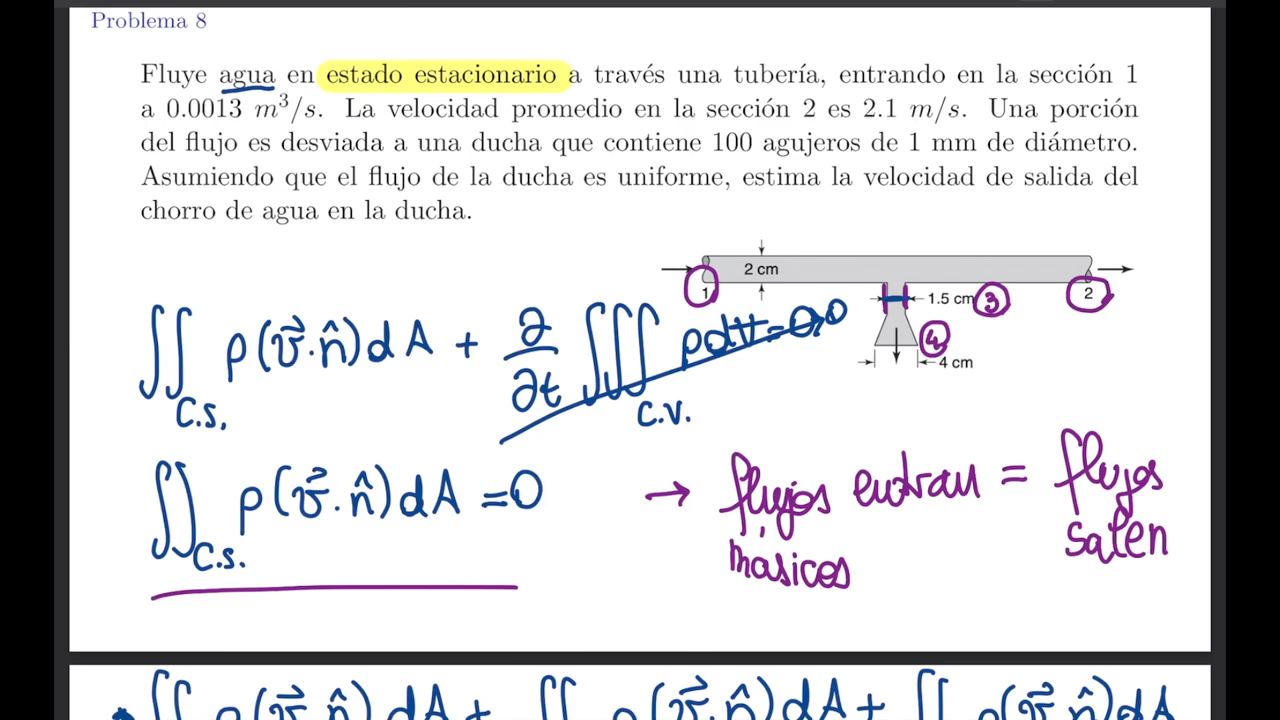 Problema 8
Fluye agua en estado estacionario a través una tubería, entrando en la sección 1
a 0.0013 m³/s. La velocidad promedio en la sección 2 es 2.1 m/s. Una porción
del flujo es desviada a una ducha que contiene 100 agujeros de 1 mm de diámetro.
Asumiendo que el flujo de la ducha es uniforme, estima la velocidad de salida del
chorro de agua en la ducha.
2 cm
1
1.5 cm
3
2
4
4 cm
∬ ρ(v⃗.n̂)dA + ∂/∂t ∭ ρdV=0
0
C.S.
C.V.
∬ ρ(v⃗.n̂)dA =0
C.S.
→ flujos entran = flujos
másicos
salen
∬ ρ(v⃗.n̂)dA + ∬ ρ(v⃗.n̂)dA + ∬ ρ(v⃗.n̂)dA